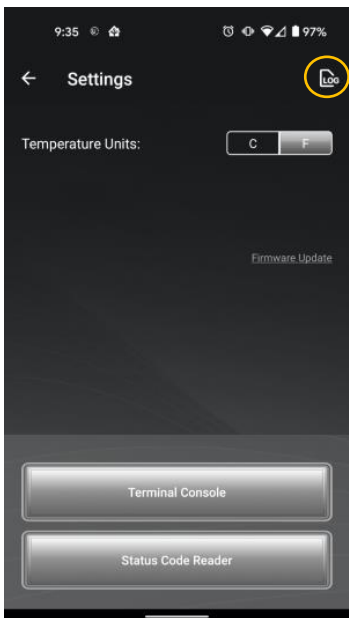 9:35 97%
Settings LOG
Temperature Units: C F
Firmware Update
Terminal Console
Status Code Reader